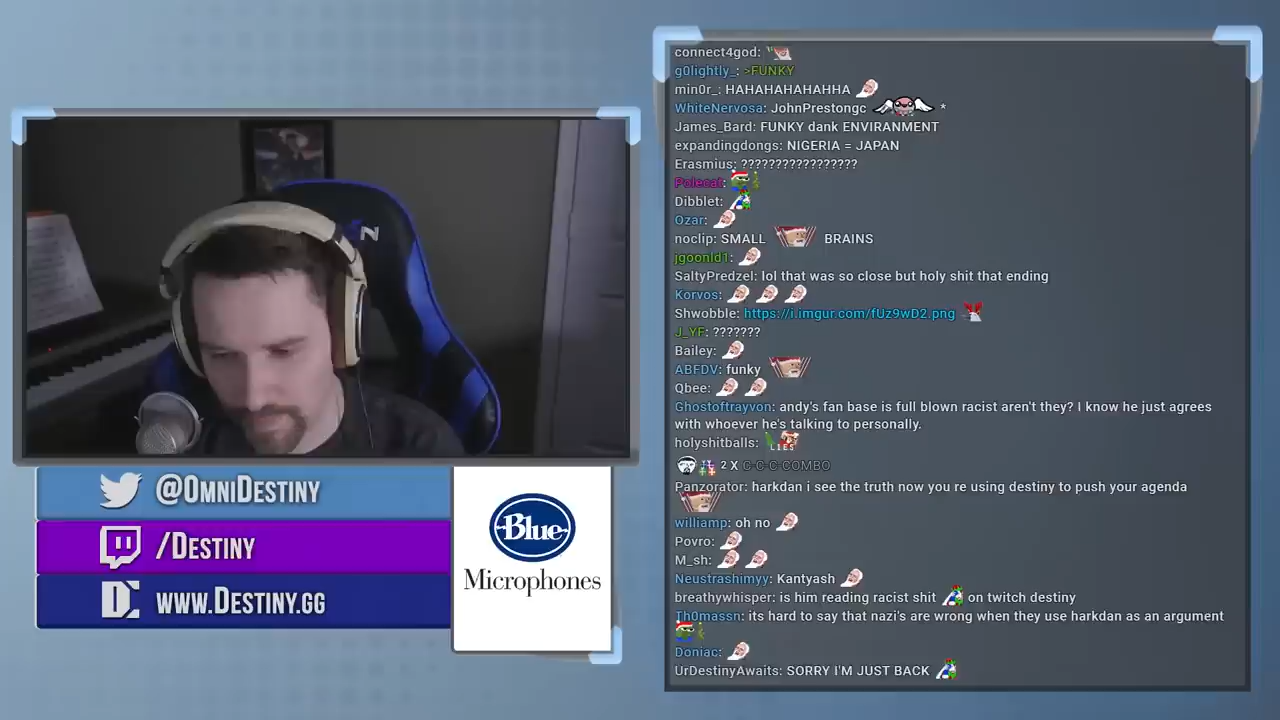 N
@OmniDestiny
/Destiny
www.Destiny.gg
Blue
Microphones
connect4god:
g0lightly_: >FUNKY
min0r_: HAHAHAHAHAHHA
WhiteNervosa: JohnPrestongc *
James_Bard: FUNKY dank ENVIRANMENT
expandingdongs: NIGERIA = JAPAN
Erasmius: ?????????????????
Polecat:
Dibblet:
Ozar:
noclip: SMALL BRAINS
jgoonld1:
SaltyPredzel: lol that was so close but holy shit that ending
Korvos:
Shwobble: https://i.imgur.com/fUz9wD2.png
J_YF: ???????
Bailey:
ABFDV: funky
Qbee:
Ghostoftrayvon: andy's fan base is full blown racist aren't they? I know he just agrees
with whoever he's talking to personally.
holyshitballs: LIES
2 X C-C-C-COMBO
Panzorator: harkdan i see the truth now you re using destiny to push your agenda
williamp: oh no
Povro:
M_sh:
Neustrashimyy: Kantyash
breathywhisper: is him reading racist shit on twitch destiny
Th0massn: its hard to say that nazi's are wrong when they use harkdan as an argument
Doniac:
UrDestinyAwaits: SORRY I'M JUST BACK